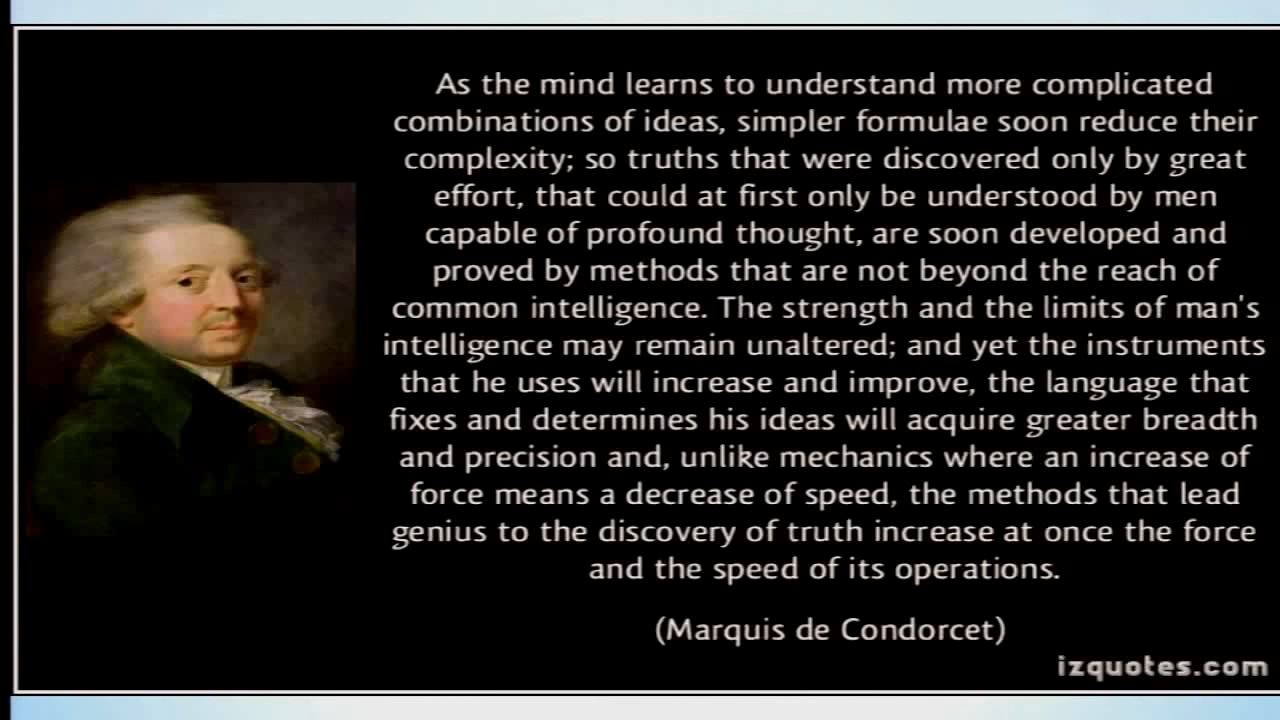 As the mind learns to understand more complicated
combinations of ideas, simpler formulae soon reduce their
complexity; so truths that were discovered only by great
effort, that could at first only be understood by men
capable of profound thought, are soon developed and
proved by methods that are not beyond the reach of
common intelligence. The strength and the limits of man's
intelligence may remain unaltered; and yet the instruments
that he uses will increase and improve, the language that
fixes and determines his ideas will acquire greater breadth
and precision and, unlike mechanics where an increase of
force means a decrease of speed, the methods that lead
genius to the discovery of truth increase at once the force
and the speed of its operations.
(Marquis de Condorcet)
izquotes.com